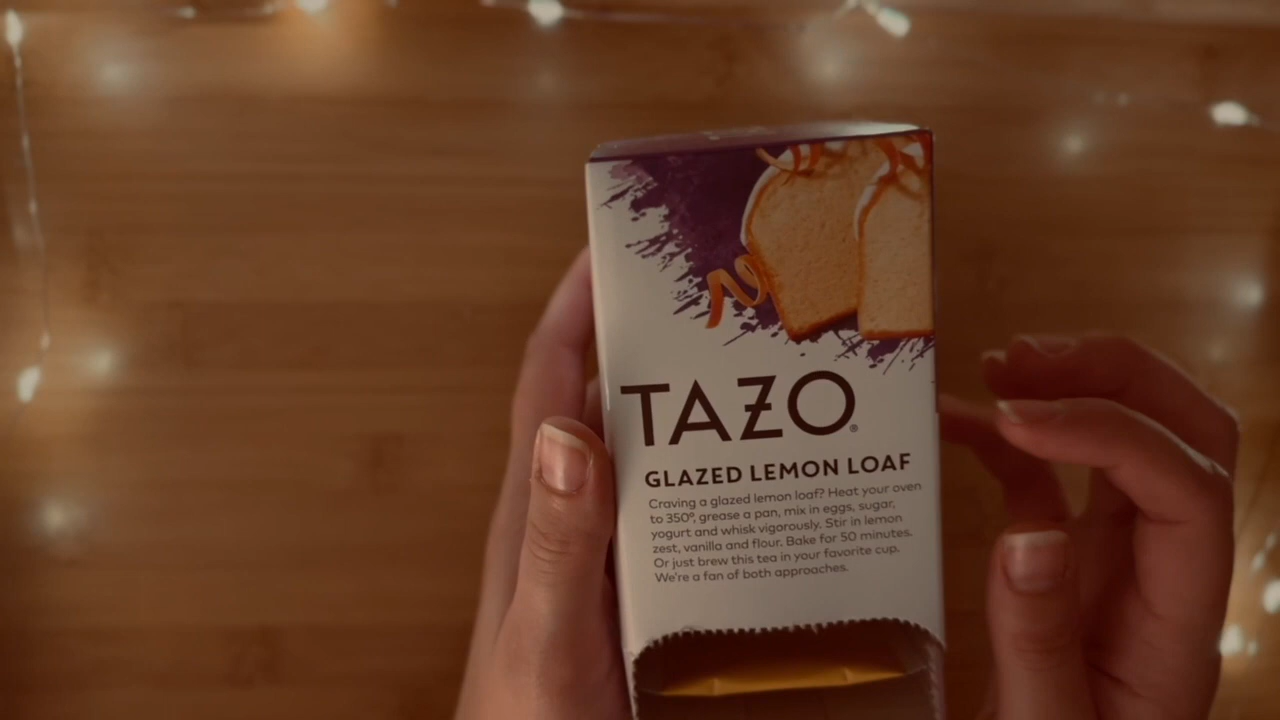 TAZO®
GLAZED LEMON LOAF
Craving a glazed lemon loaf? Heat your oven
to 350°, grease a pan, mix in eggs, sugar,
yogurt and whisk vigorously. Stir in lemon
zest, vanilla and flour. Bake for 50 minutes.
Or just brew this tea in your favorite cup.
We're a fan of both approaches.